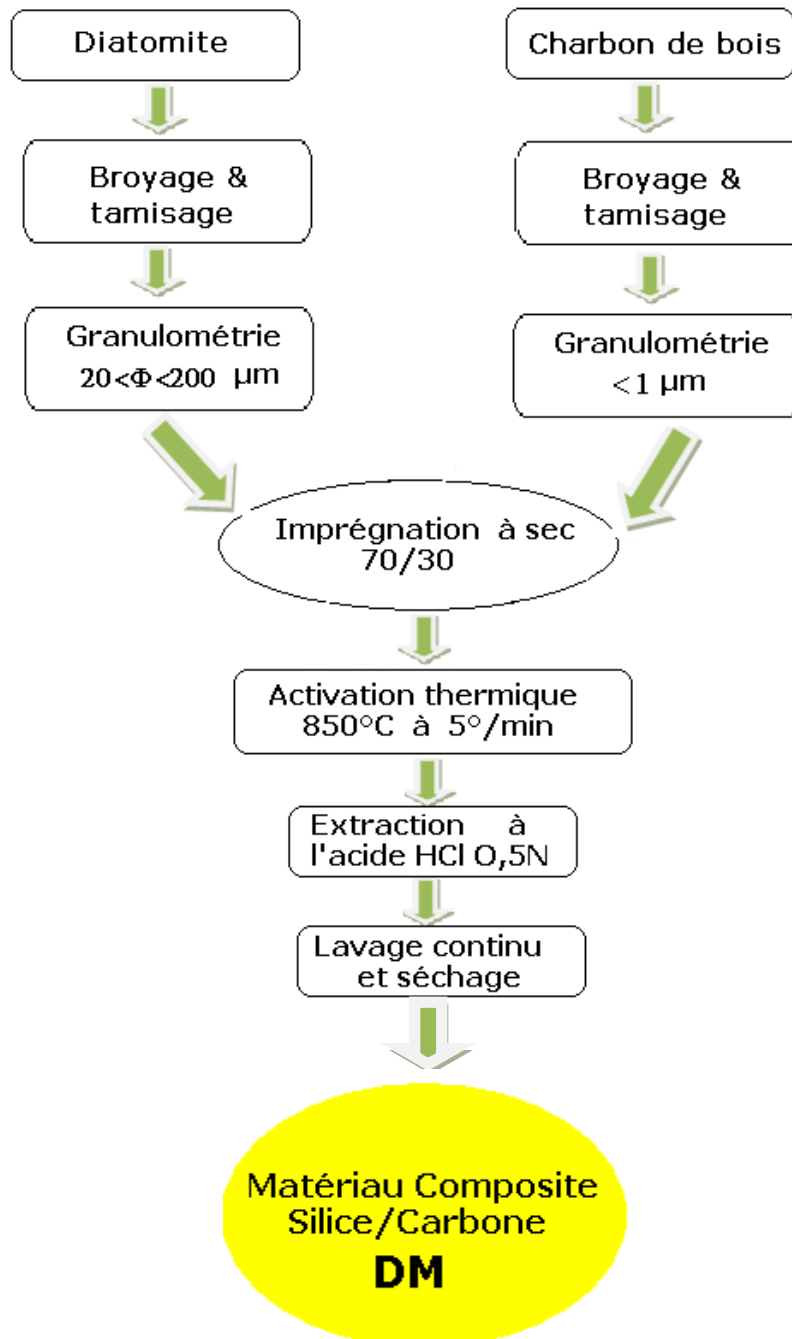 Diatomite
Charbon de bois
Broyage &
tamisage
Broyage &
tamisage
Granulométrie
20<Φ<200 µm
Granulométrie
<1 µm
Imprégnation à sec
70/30
Activation thermique
850°C à 5°/min
Extraction à
l'acide HCl O,5N
Lavage continu
et séchage
Matériau Composite
Silice/Carbone
DM